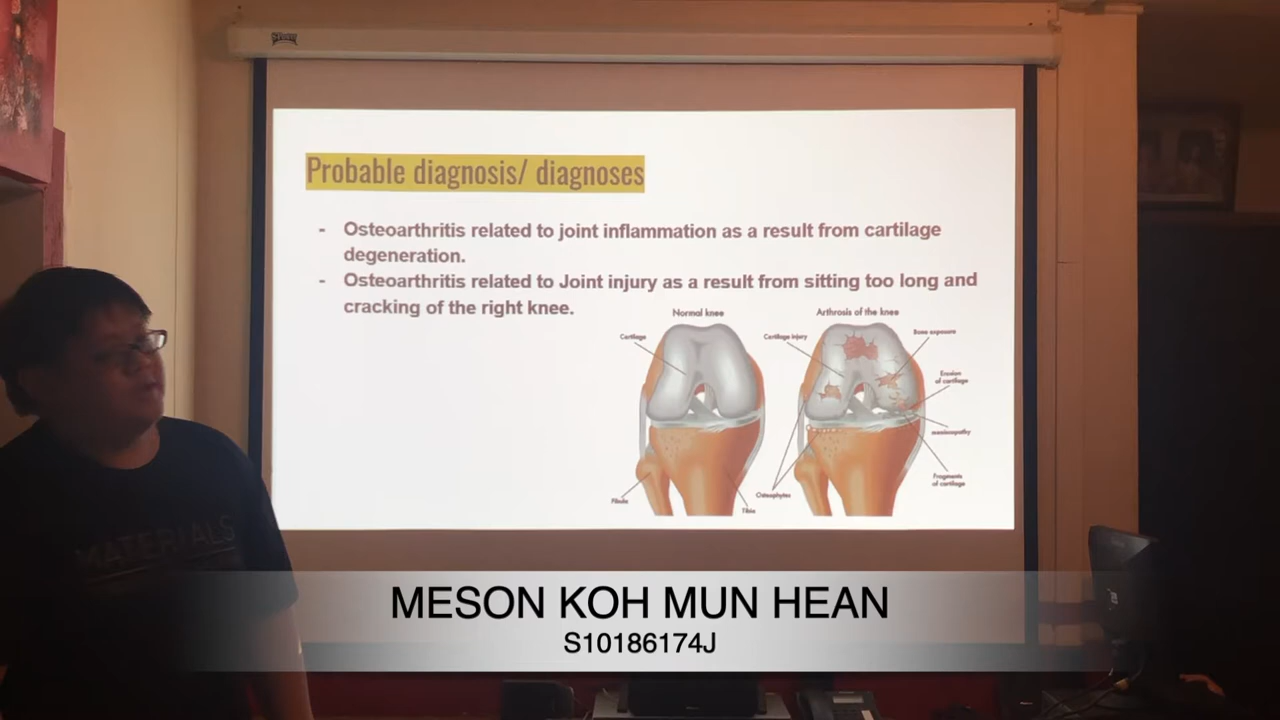 Probable diagnosis/ diagnoses
- Osteoarthritis related to joint inflammation as a result from cartilage
degeneration.
- Osteoarthritis related to Joint injury as a result from sitting too long and
cracking of the right knee.
Normal knee
Arthrosis of the knee
Cartilage
Cartilage injury
Bone exposure
Erosion
of cartilage
meniscopathy
Fragments
of cartilage
Osteophytes
Fibula
Tibia
MATERIALS
MESON KOH MUN HEAN
S10186174J